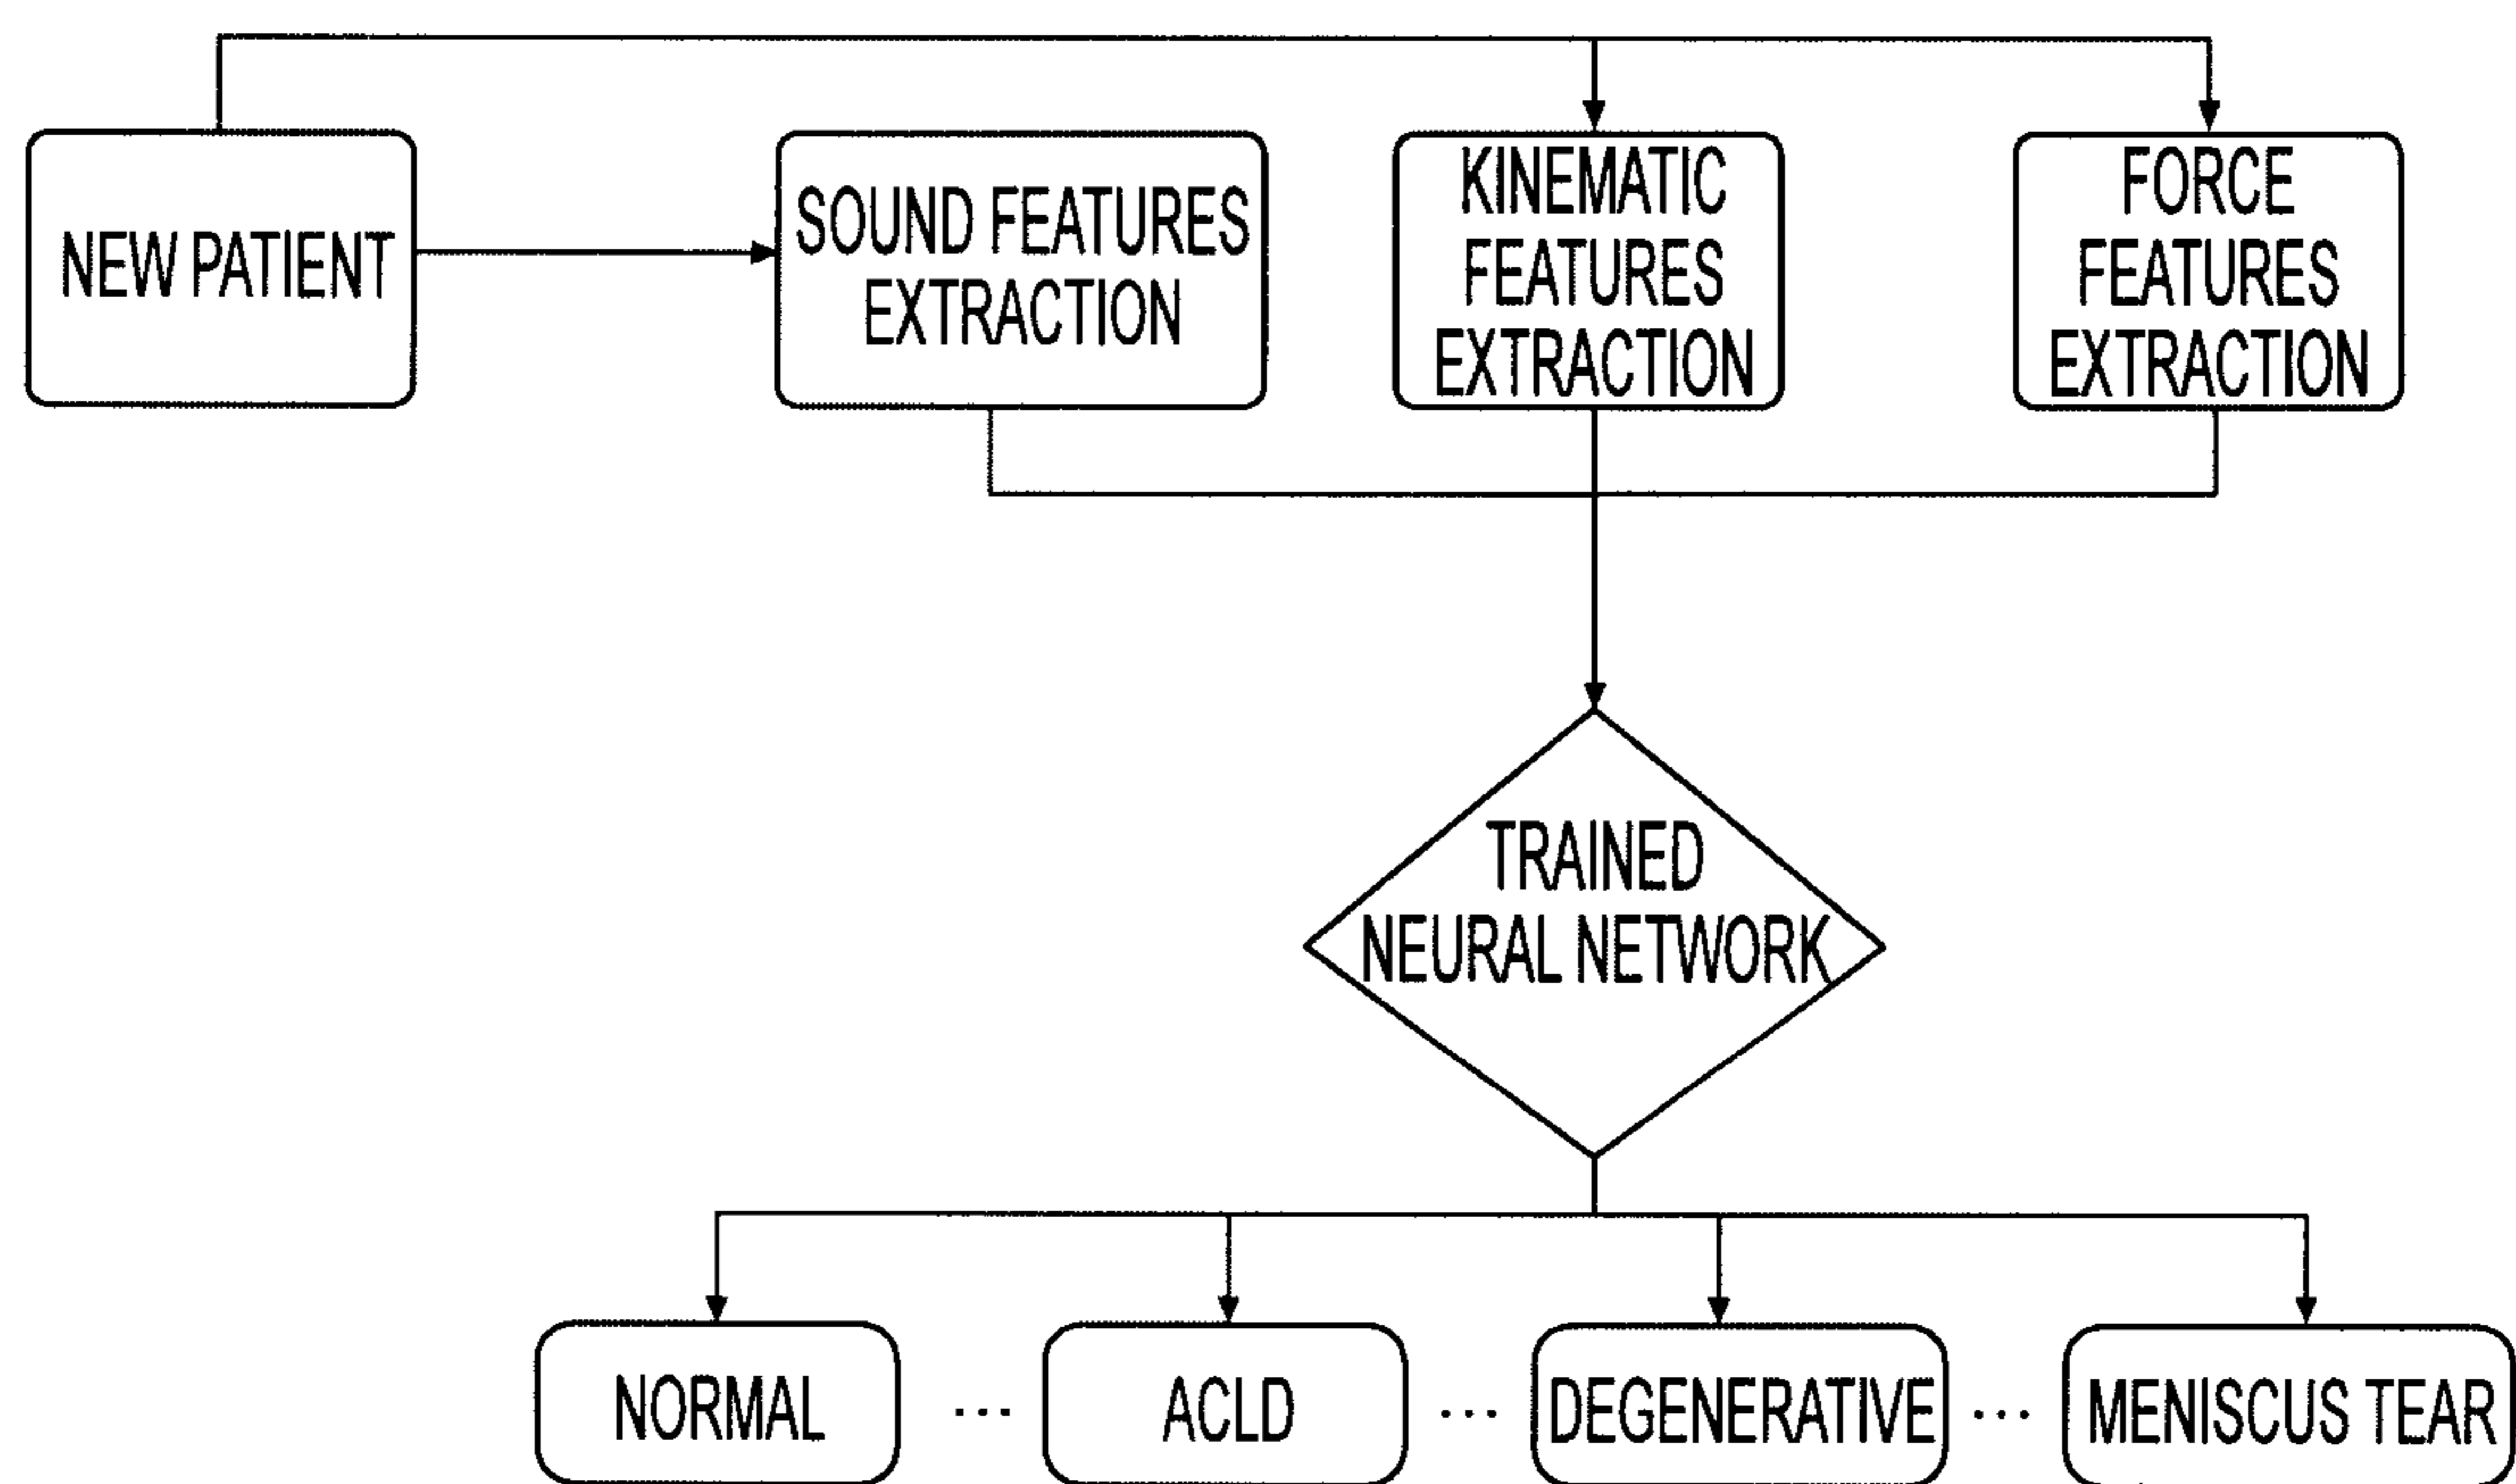 NEW PATIENT
SOUND FEATURES
EXTRACTION
KINEMATIC
FEATURES
EXTRACTION
FORCE
FEATURES
EXTRACTION
TRAINED
NEURAL NETWORK
NORMAL
...
ACLD
...
DEGENERATIVE
...
MENISCUS TEAR